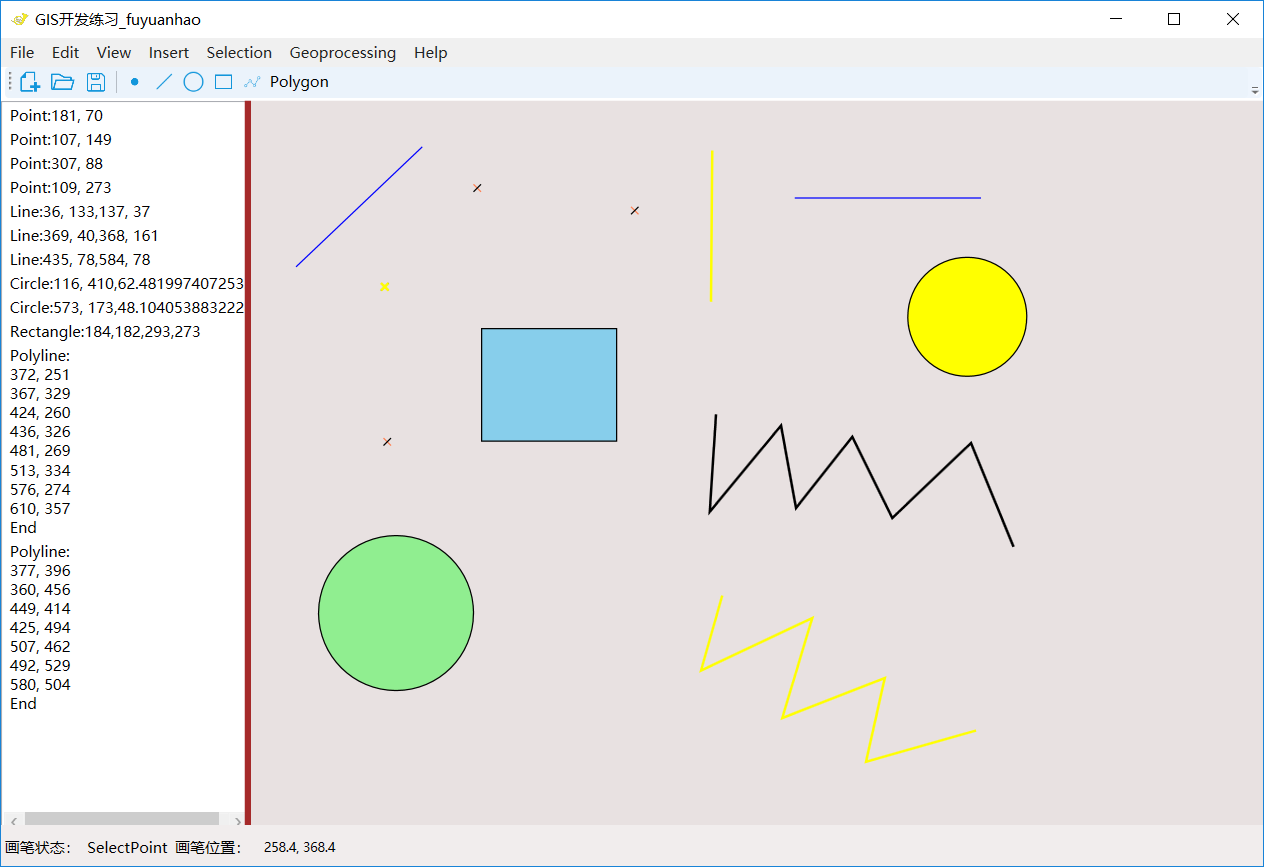 GIS开发练习_fuyuanhao
File Edit View Insert Selection Geoprocessing Help
Polygon
Point:181, 70
Point:107, 149
Point:307, 88
Point:109, 273
Line:36, 133,137, 37
Line:369, 40,368, 161
Line:435, 78,584, 78
Circle:116, 410,62.481997407253
Circle:573, 173,48.104053883222
Rectangle:184,182,293,273
Polyline:
372, 251
367, 329
424, 260
436, 326
481, 269
513, 334
576, 274
610, 357
End
Polyline:
377, 396
360, 456
449, 414
425, 494
507, 462
492, 529
580, 504
End
画笔状态： SelectPoint 画笔位置： 258.4, 368.4